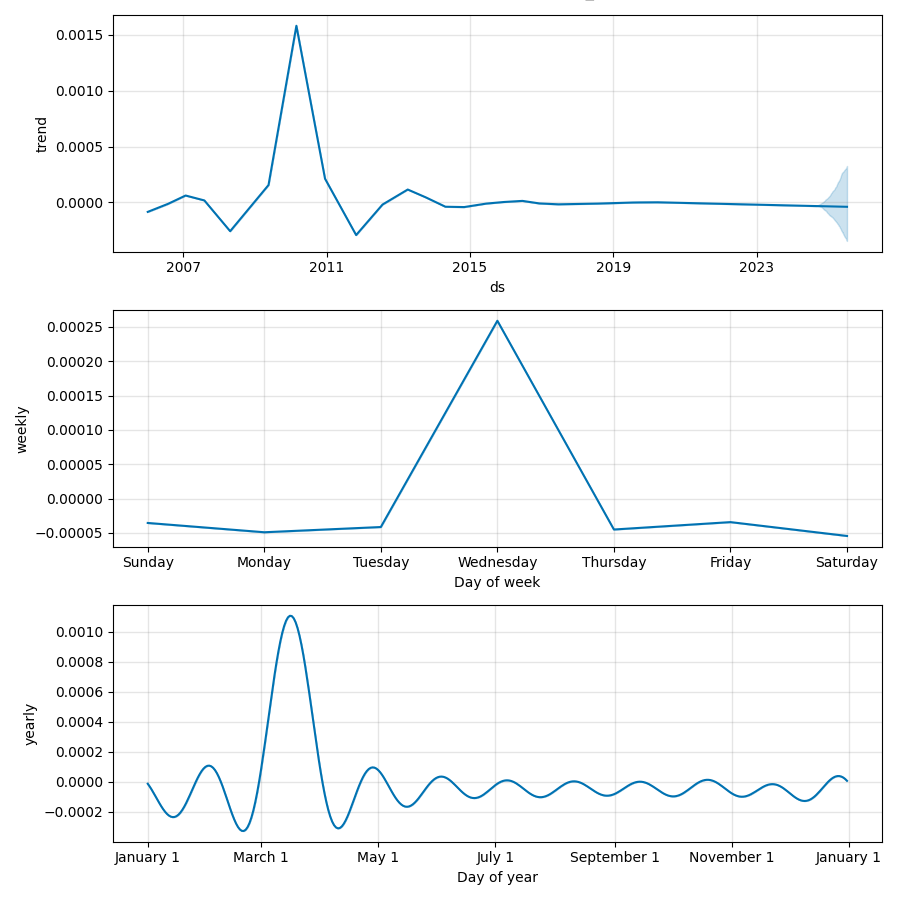 0.0015
0.0010
0.0005
0.0000
trend
2007 2011 2015 2019 2023
ds
0.00025
0.00020
0.00015
0.00010
0.00005
0.00000
−0.00005
weekly
Sunday Monday Tuesday Wednesday Thursday Friday Saturday
Day of week
0.0010
0.0008
0.0006
0.0004
0.0002
0.0000
−0.0002
yearly
January 1 March 1 May 1 July 1 September 1 November 1 January 1
Day of year